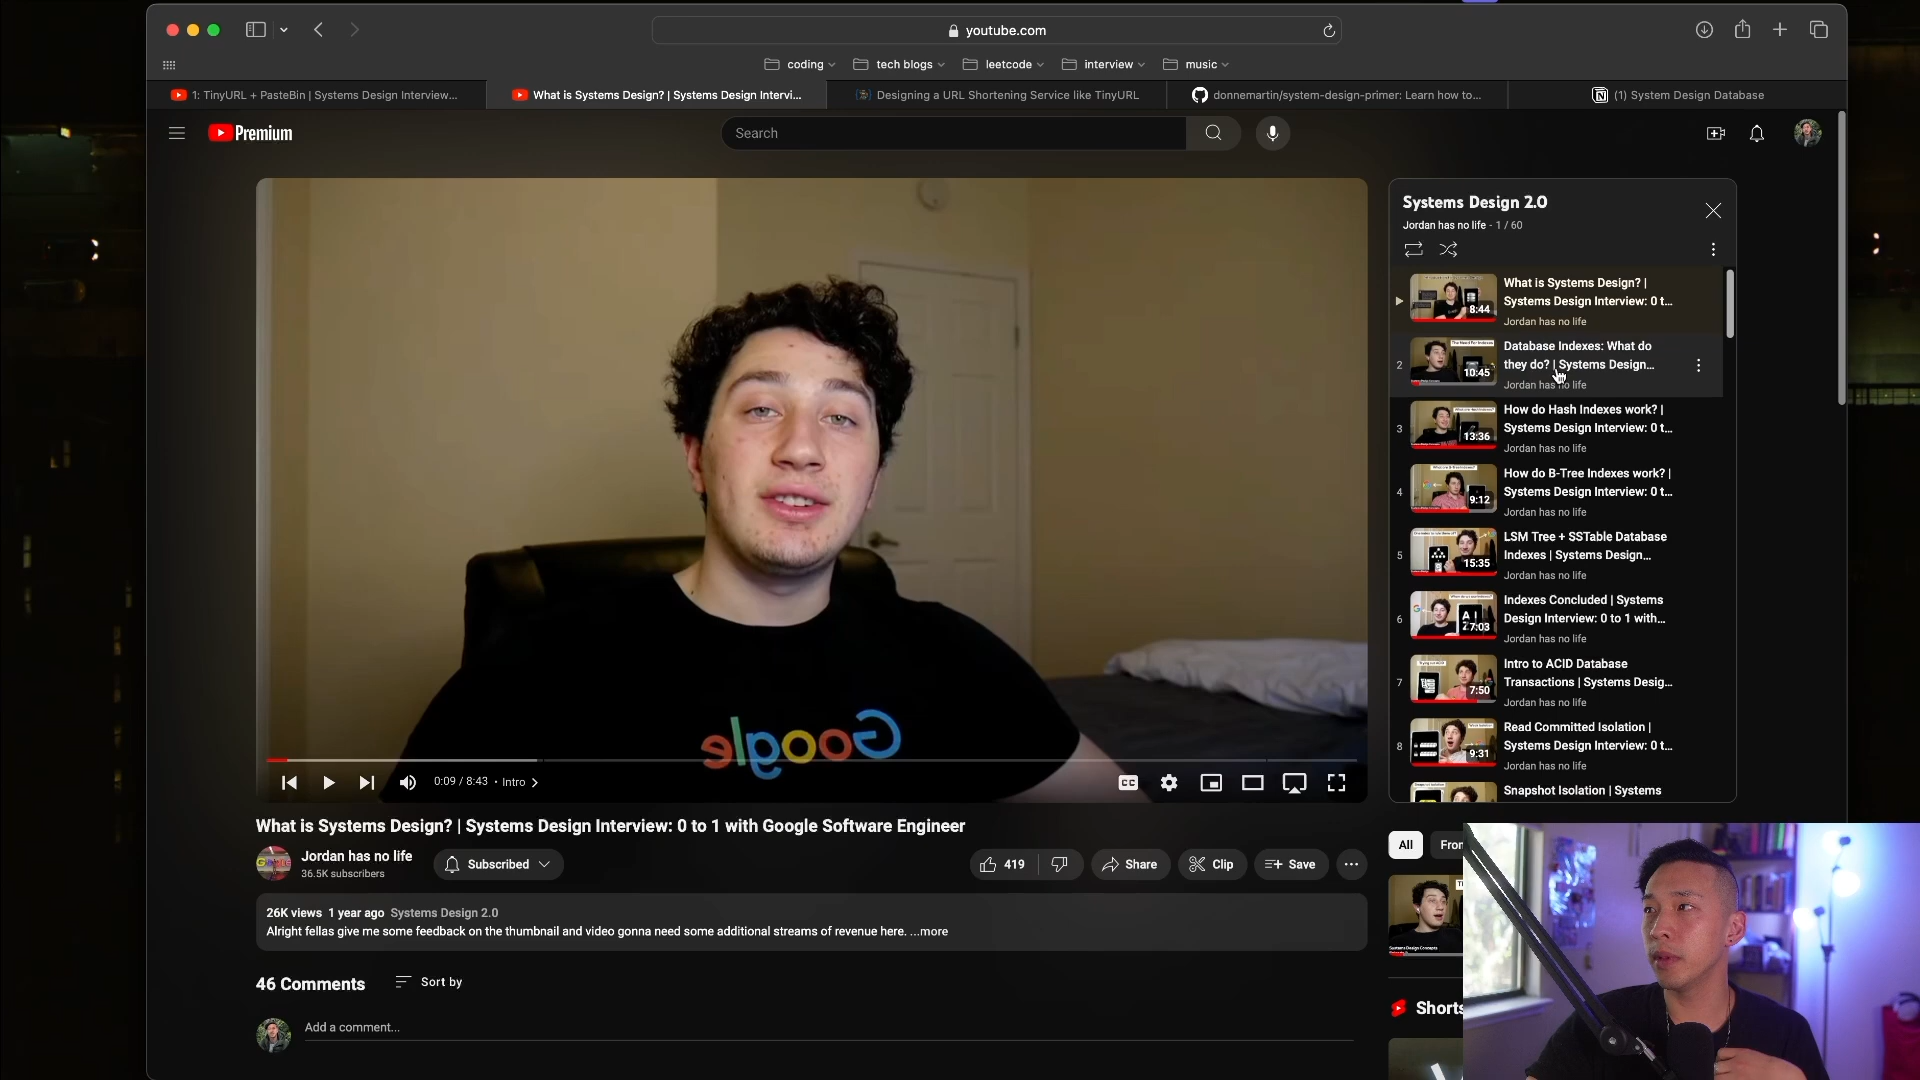 youtube.com
coding
tech blogs
leetcode
interview
music
1: TinyURL + PasteBin | Systems Design Interview...
What is Systems Design? | Systems Design Intervi...
Designing a URL Shortening Service like TinyURL
donnemartin/system-design-primer: Learn how to...
(1) System Design Database
Premium
Search
Systems Design 2.0
Jordan has no life - 1 / 60
What is Systems Design? |
Systems Design Interview: 0 t...
Jordan has no life
8:44
2
Database Indexes: What do
they do? | Systems Design...
Jordan has no life
10:45
3
How do Hash Indexes work? |
Systems Design Interview: 0 t...
Jordan has no life
13:36
4
How do B-Tree Indexes work? |
Systems Design Interview: 0 t...
Jordan has no life
9:12
5
LSM Tree + SSTable Database
Indexes | Systems Design...
Jordan has no life
15:35
6
Indexes Concluded | Systems
Design Interview: 0 to 1 with...
Jordan has no life
7:03
7
Intro to ACID Database
Transactions | Systems Desig...
Jordan has no life
7:50
8
Read Committed Isolation |
Systems Design Interview: 0 t...
Jordan has no life
9:31
Snapshot Isolation | Systems
Google
0:09 / 8:43 • Intro
CC
What is Systems Design? | Systems Design Interview: 0 to 1 with Google Software Engineer
Jordan has no life
36.5K subscribers
Subscribed
419
Share
Clip
Save
26K views 1 year ago Systems Design 2.0
Alright fellas give me some feedback on the thumbnail and video gonna need some additional streams of revenue here. ...more
46 Comments
Sort by
Add a comment...
All
Fron
Shorts